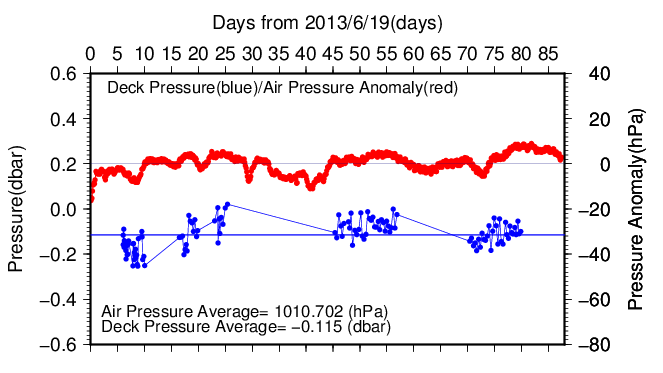 Days from 2013/6/19(days)
0 5 10 15 20 25 30 35 40 45 50 55 60 65 70 75 80 85
Deck Pressure(blue)/Air Pressure Anomaly(red)
0.6
0.4
0.2
0.0
−0.2
−0.4
−0.6
Pressure(dbar)
40
20
0
−20
−40
−60
−80
Pressure Anomaly(hPa)
Air Pressure Average= 1010.702 (hPa)
Deck Pressure Average= −0.115 (dbar)